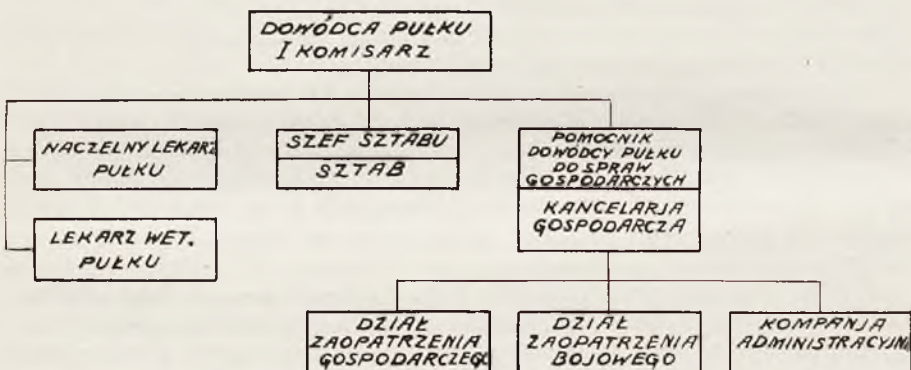 DOWÓDCA PUŁKU
I KOMISARZ
NACZELNY LEKARZ
PUŁKU
SZEF SZTABU
SZTAB
POMOCNIK
DOWÓDCY PUŁKU
DO SPRAW
GOSPODARCZYCH
KANCELARJA
GOSPODARCZA
LEKARZ WET.
PUŁKU
DZIAŁ
ZAOPATRZENIA
GOSPODARCZEGO
DZIAŁ
ZAOPATRZENIA
BOJOWEGO
KOMPANJA
ADMINISTRACYJNA